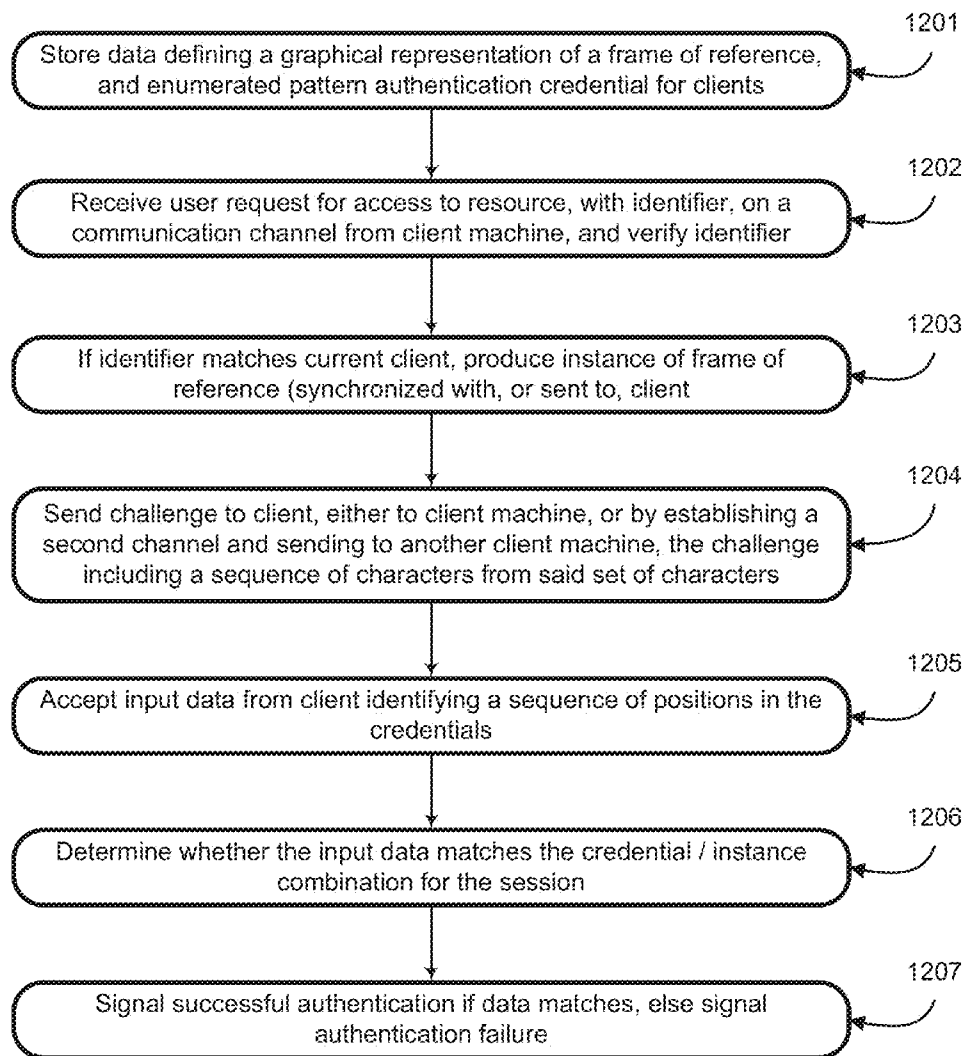 1201
Store data defining a graphical representation of a frame of reference,
and enumerated pattern authentication credential for clients
1202
Receive user request for access to resource, with identifier, on a
communication channel from client machine, and verify identifier
1203
If identifier matches current client, produce instance of frame of
reference (synchronized with, or sent to, client
1204
Send challenge to client, either to client machine, or by establishing a
second channel and sending to another client machine, the challenge
including a sequence of characters from said set of characters
1205
Accept input data from client identifying a sequence of positions in the
credentials
1206
Determine whether the input data matches the credential / instance
combination for the session
1207
Signal successful authentication if data matches, else signal
authentication failure